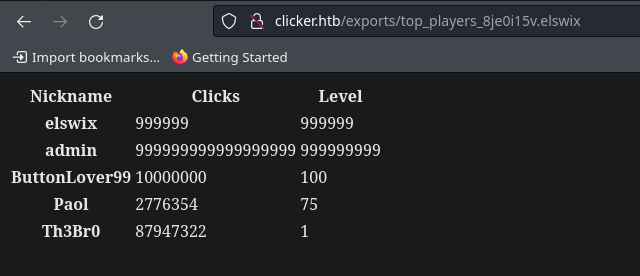 clicker.htb/exports/top_players_8je0i15v.elswix
Import bookmarks... Getting Started
Nickname Clicks Level
elswix 999999 999999
admin 999999999999999999 999999999
ButtonLover99 10000000 100
Paol 2776354 75
Th3Br0 87947322 1